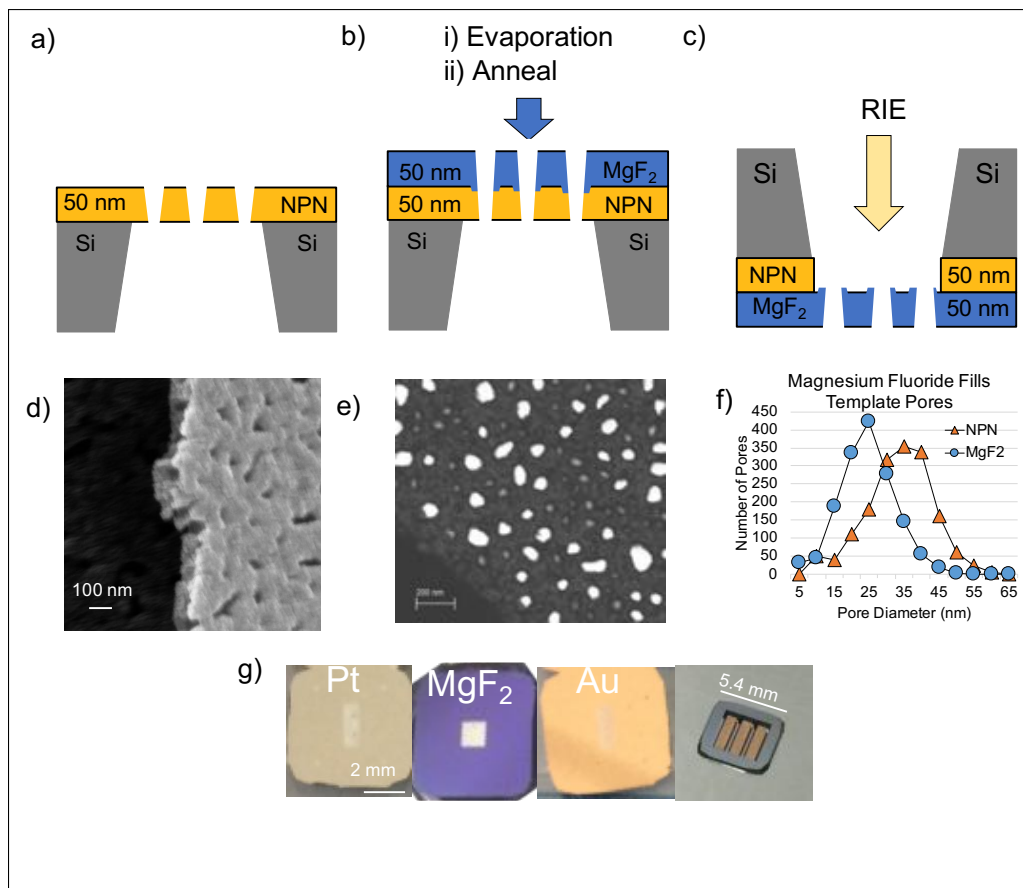 a)
b)
i) Evaporation
ii) Anneal
c)
RIE
50 nm
NPN
Si
Si
50 nm
MgF2
50 nm
NPN
Si
Si
Si
Si
NPN
50 nm
MgF2
50 nm
d)
100 nm
e)
200 nm
f)
Magnesium Fluoride Fills
Template Pores
NPN
MgF2
Number of Pores
450
400
350
300
250
200
150
100
50
0
5 15 25 35 45 55 65
Pore Diameter (nm)
g)
Pt
2 mm
MgF2
Au
5.4 mm